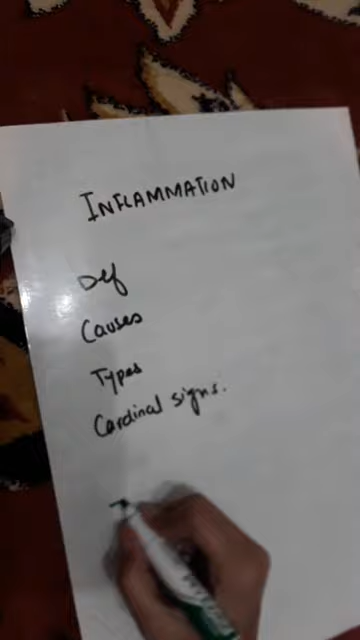 INFLAMMATION
Def
Causes
Types
Cardinal signs.